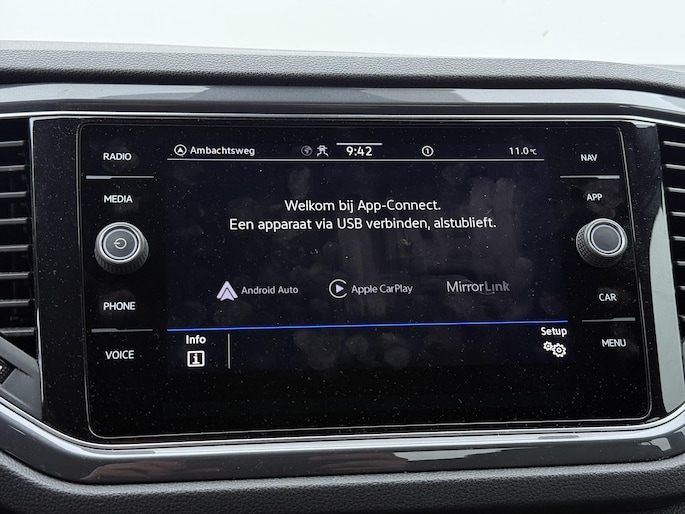 RADIO
MEDIA
PHONE
VOICE
Ambachtsweg 9:42 1 11.0°C
Welkom bij App-Connect.
Een apparaat via USB verbinden, alstublieft.
Android Auto Apple CarPlay MirrorLink
Info Setup
NAV
APP
CAR
MENU